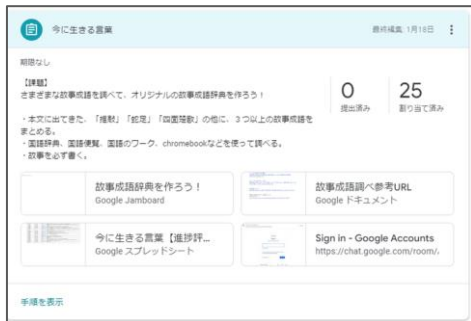 今に生きる言葉
最終編集: 1月18日
期限なし
【課題】
さまざまな故事成語を調べて、オリジナルの故事成語辞典を作ろう！
・本文に出てきた、「推敲」「蛇足」「四面楚歌」の他に、3つ以上の故事成語を
まとめる。
・国語辞典、国語便覧、国語のワーク、chromebookなどを使って調べる。
・故事を必ず書く。
0
提出済み
25
割り当て済み
故事成語辞典を作ろう！
Google Jamboard
故事成語調べ参考URL
Google ドキュメント
今に生きる言葉【進捗評...
Google スプレッドシート
Sign in - Google Accounts
https://chat.google.com/room/
手順を表示